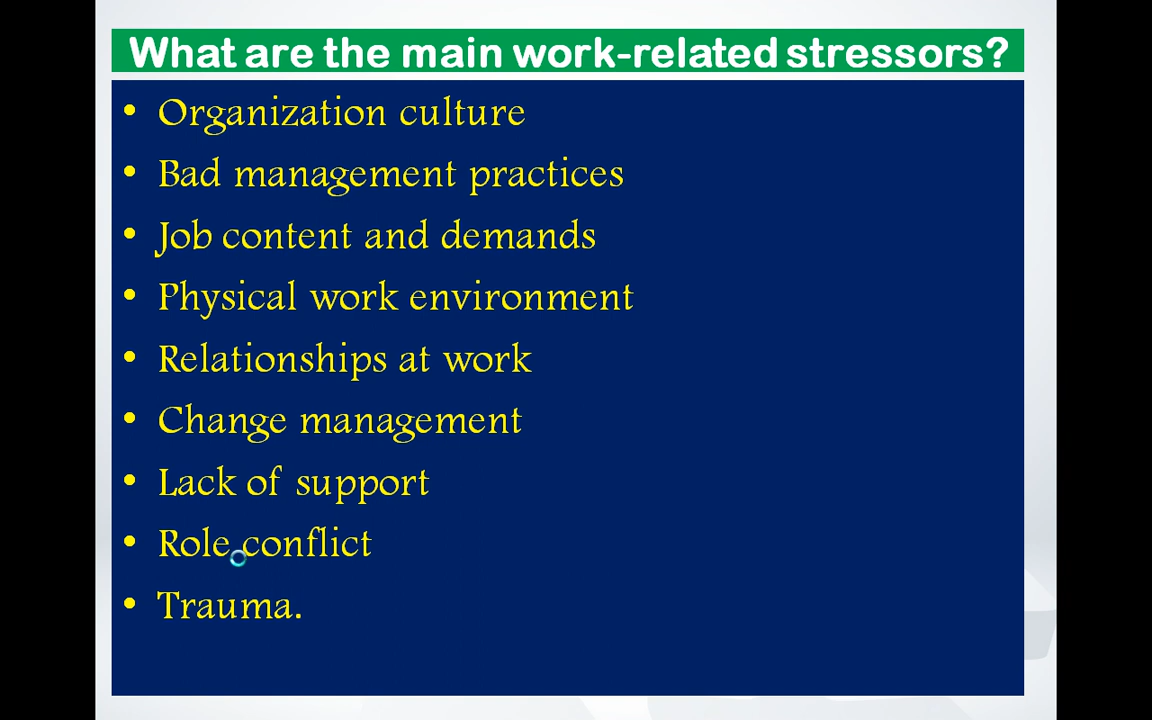 What are the main work-related stressors?
• Organization culture
• Bad management practices
• Job content and demands
• Physical work environment
• Relationships at work
• Change management
• Lack of support
• Role conflict
• Trauma.